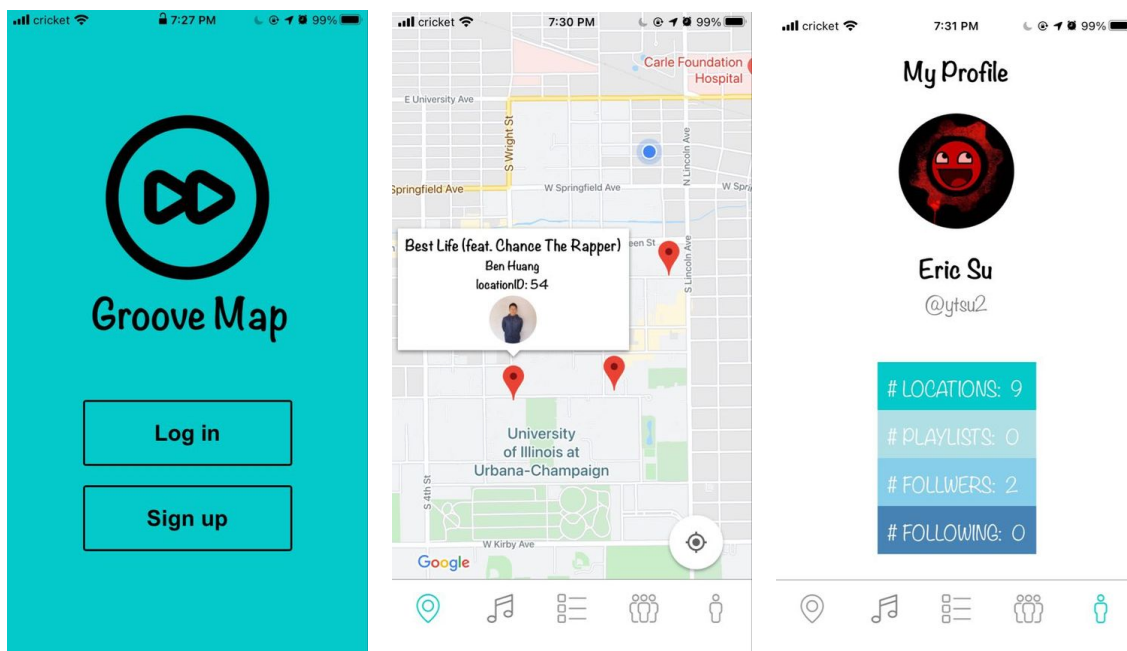 cricket 7:27 PM 99%
Groove Map
Log in
Sign up
cricket 7:30 PM 99%
Carle Foundation
Hospital
E University Ave
S Wright St
N Lincoln Ave
Springfield Ave
W Springfield Ave
W Spr
een St
Best Life (feat. Chance The Rapper)
Ben Huang
locationID: 54
S Lincoln Ave
University
of Illinois at
Urbana-Champaign
S 4th St
W Kirby Ave
Google
cricket 7:31 PM 99%
My Profile
Eric Su
@ytsu2
# LOCATIONS: 9
# PLAYLISTS: 0
# FOLLWERS: 2
# FOLLOWING: 0